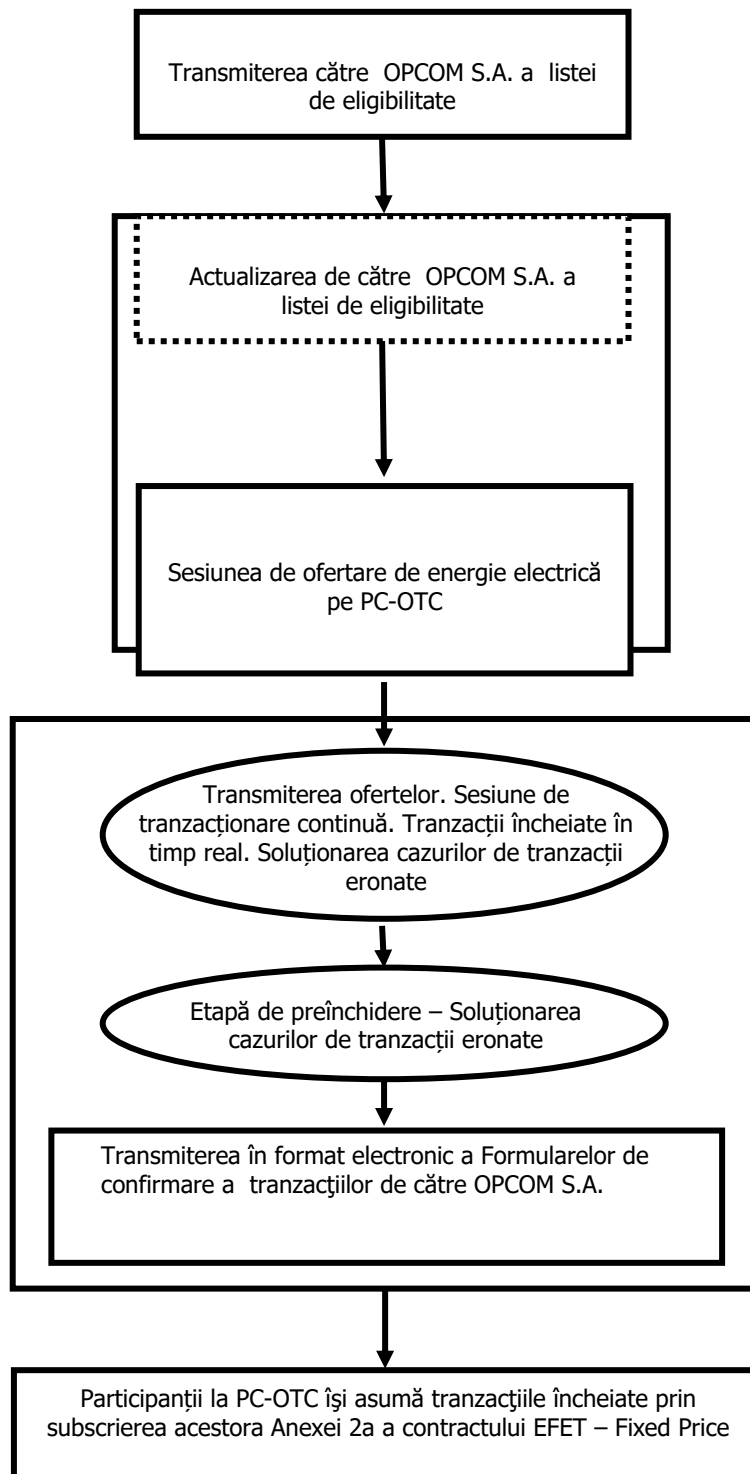 Transmiterea către OPCOM S.A. a listei
de eligibilitate
Actualizarea de către OPCOM S.A. a
listei de eligibilitate
Sesiunea de ofertare de energie electrică
pe PC-OTC
Transmiterea ofertelor. Sesiune de
tranzacționare continuă. Tranzacții încheiate în
timp real. Soluționarea cazurilor de tranzacții
eronate
Etapă de preînchidere – Soluționarea
cazurilor de tranzacții eronate
Transmiterea în format electronic a Formularelor de
confirmare a tranzacţiilor de către OPCOM S.A.
Participanții la PC-OTC îşi asumă tranzacţiile încheiate prin
subscrierea acestora Anexei 2a a contractului EFET – Fixed Price